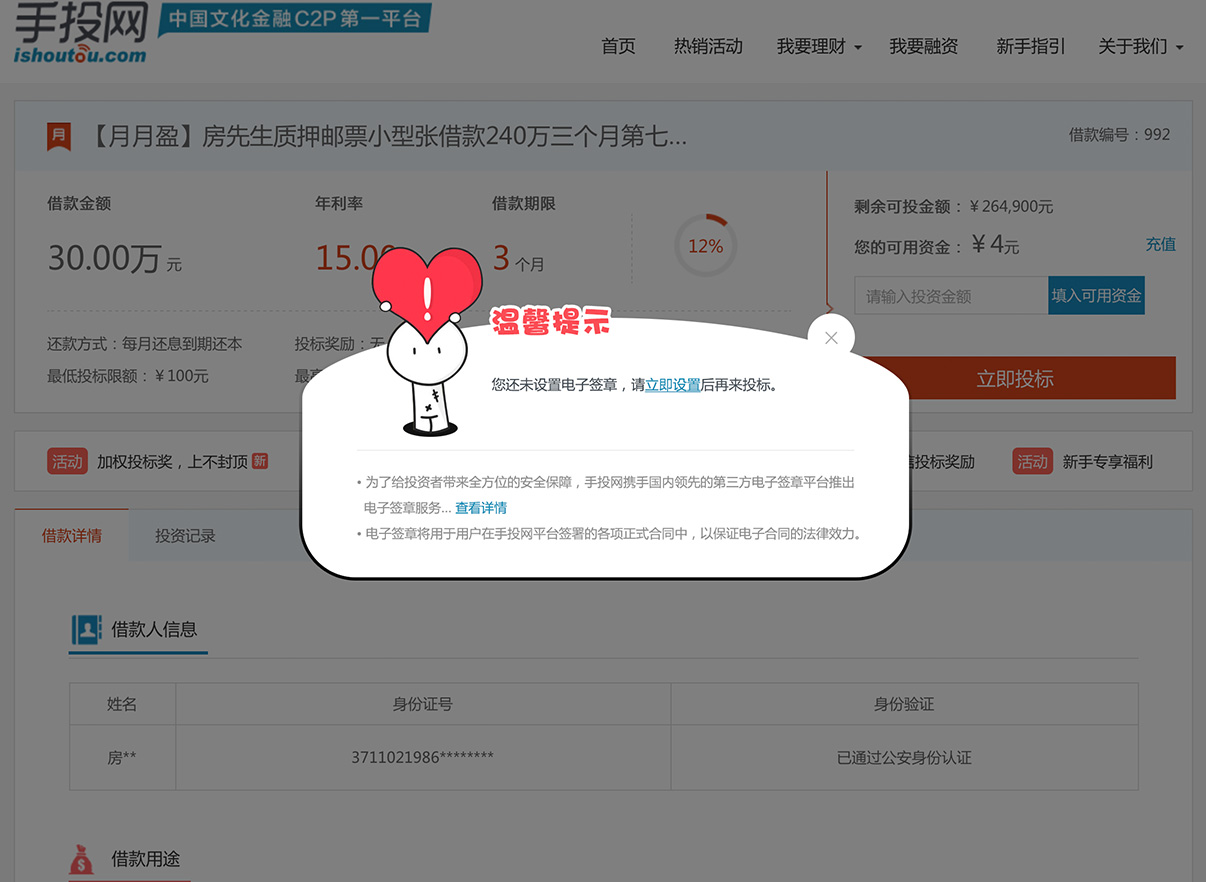 手投网
ishoutou.com
中国文化金融C2P第一平台
首页 热销活动 我要理财 我要融资 新手指引 关于我们
月 【月月盈】房先生质押邮票小型张借款240万三个月第七... 借款编号：992
借款金额 年利率 借款期限
30.00万 元 15.00 3 个月
12%
剩余可投金额：￥264,900元
您的可用资金：￥4元 充值
请输入投资金额 填入可用资金
还款方式：每月还息到期还本 投标奖励：无
最低投标限额：￥100元 最
立即投标
温馨提示
您还未设置电子签章，请立即设置后再来投标。
• 为了给投资者带来全方位的安全保障，手投网携手国内领先的第三方电子签章平台推出
电子签章服务... 查看详情
• 电子签章将用于用户在手投网平台签署的各项正式合同中，以保证电子合同的法律效力。
活动 加权投标奖，上不封顶 新 投标奖励 活动 新手专享福利
借款详情 投资记录
借款人信息
姓名 身份证号 身份验证
房** 3711021986******** 已通过公安身份认证
借款用途